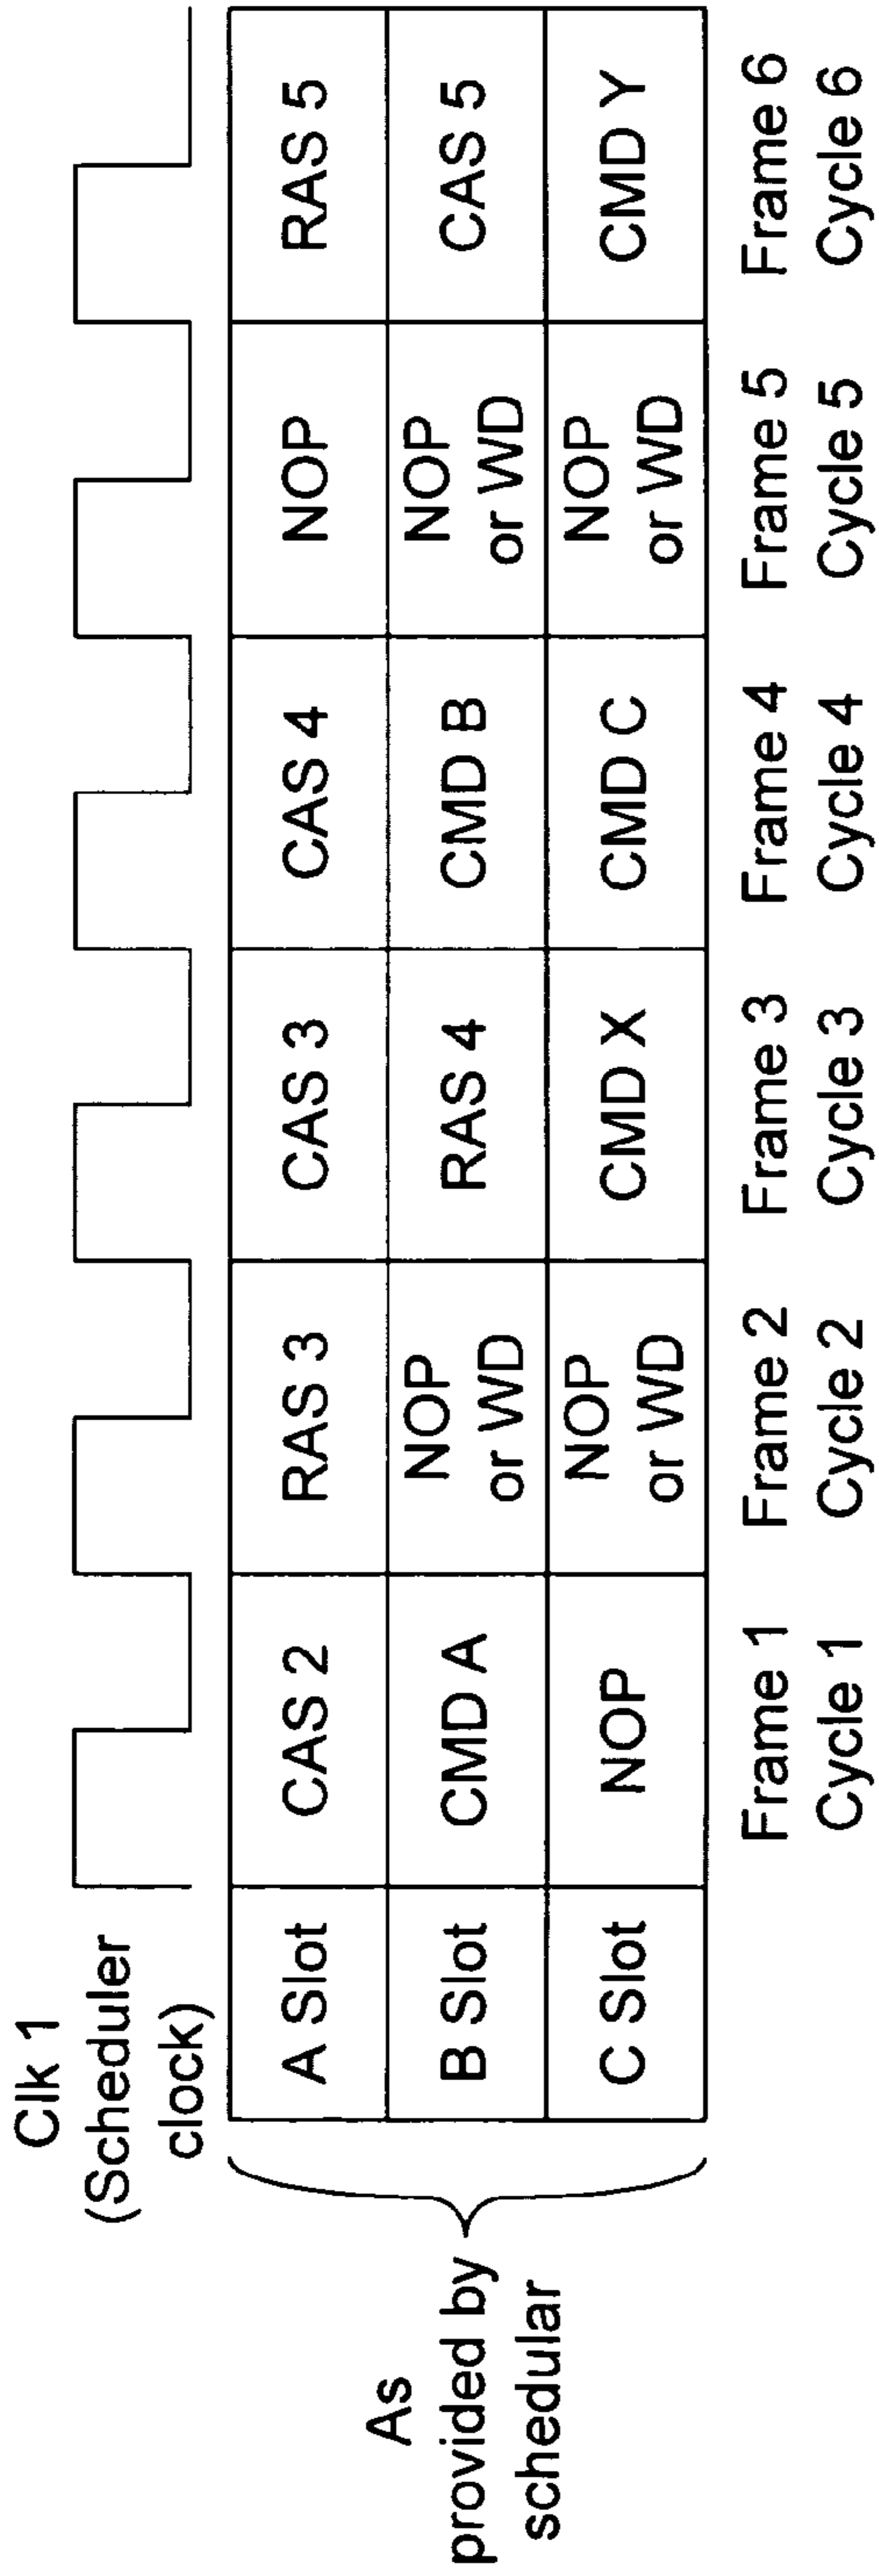 Clk 1
(Scheduler
clock)
As
provided by
schedular
A Slot
CAS 2
RAS 3
CAS 3
CAS 4
NOP
RAS 5
B Slot
CMD A
NOP
or WD
RAS 4
CMD B
NOP
or WD
CAS 5
C Slot
NOP
NOP
or WD
CMD X
CMD C
NOP
or WD
CMD Y
Frame 1
Cycle 1
Frame 2
Cycle 2
Frame 3
Cycle 3
Frame 4
Cycle 4
Frame 5
Cycle 5
Frame 6
Cycle 6